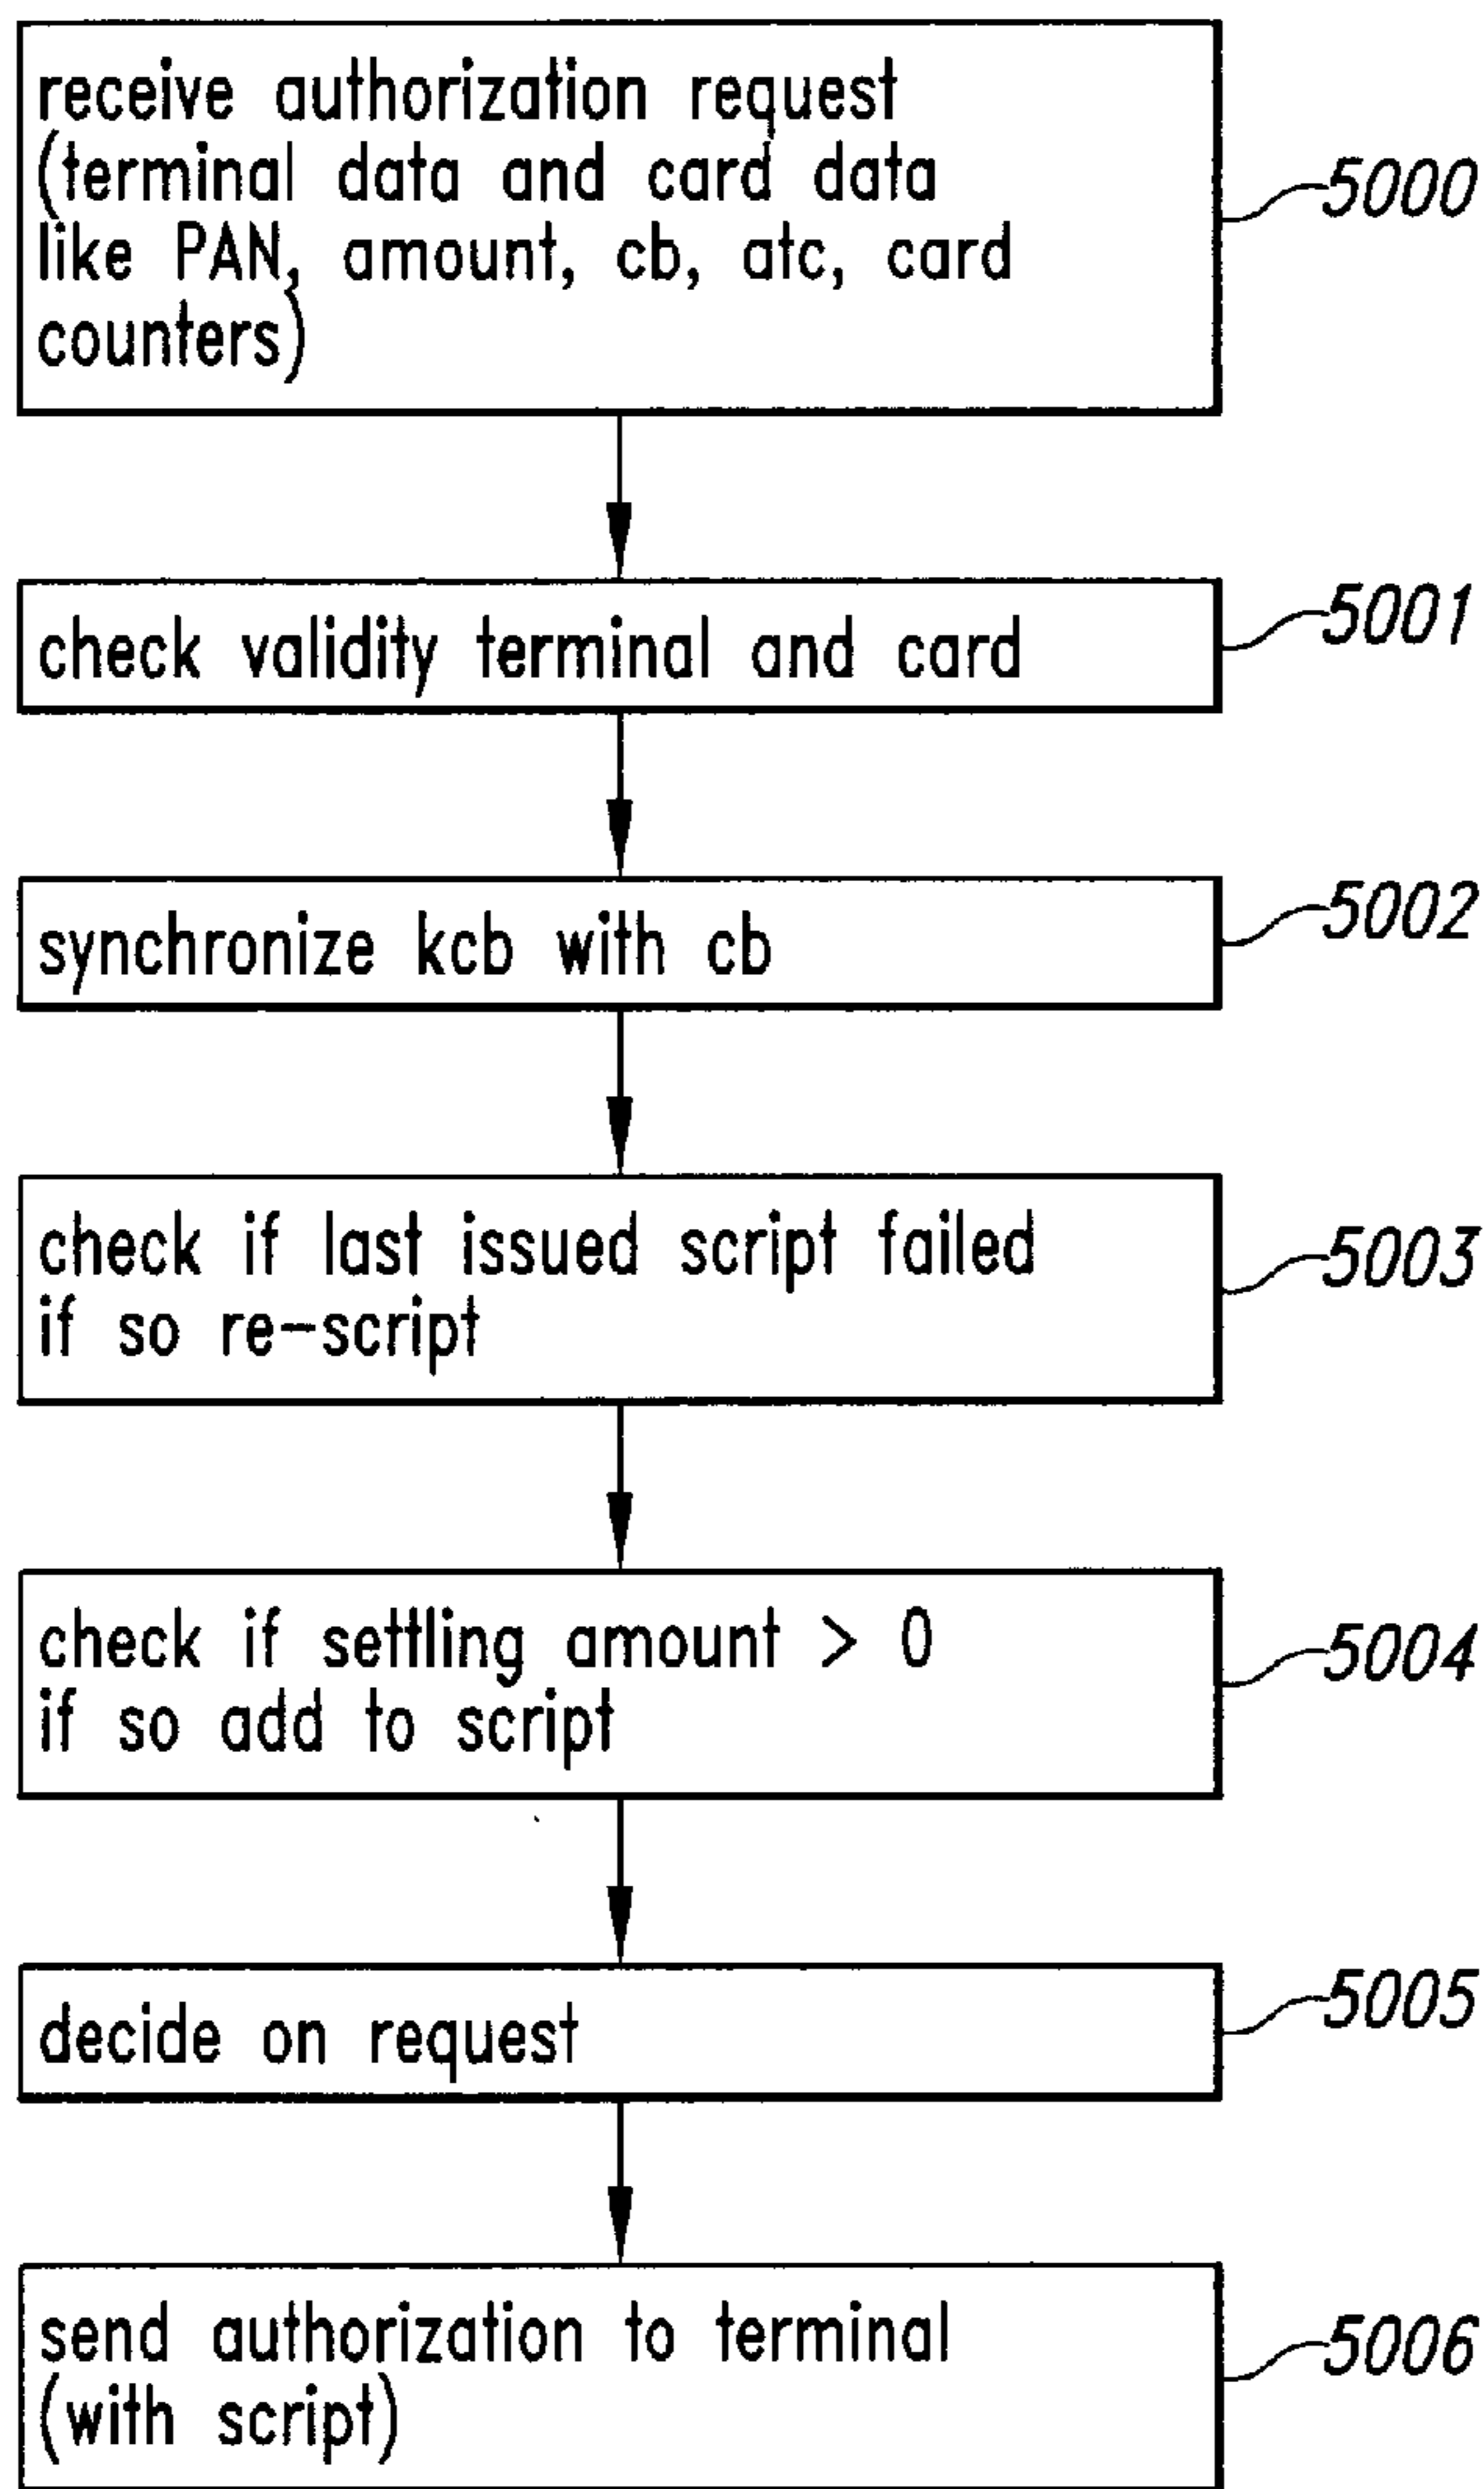 receive authorization request
(terminal data and card data
like PAN, amount, cb, atc, card
counters)
5000
check validity terminal and card
5001
synchronize kcb with cb
5002
check if last issued script failed
if so re-script
5003
check if settling amount > 0
if so add to script
5004
decide on request
5005
send authorization to terminal
(with script)
5006